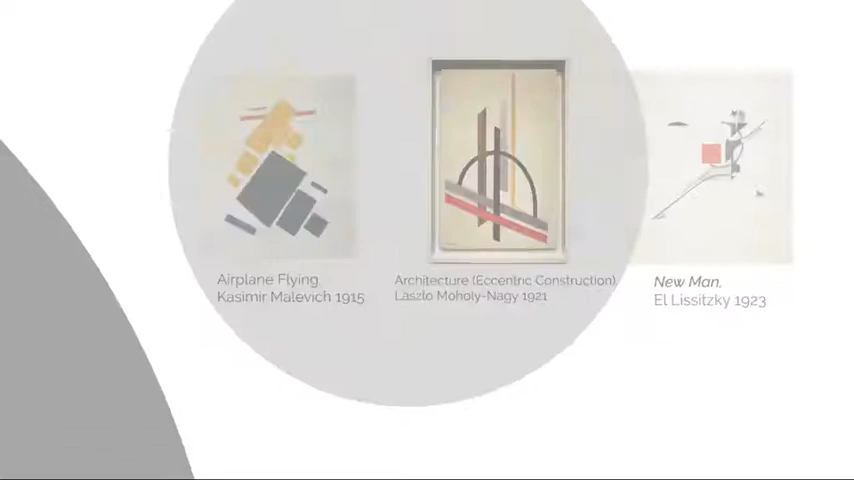 Airplane Flying,
Kasimir Malevich 1915
Architecture (Eccentric Construction)
Laszlo Moholy-Nagy 1921
New Man,
El Lissitzky 1923